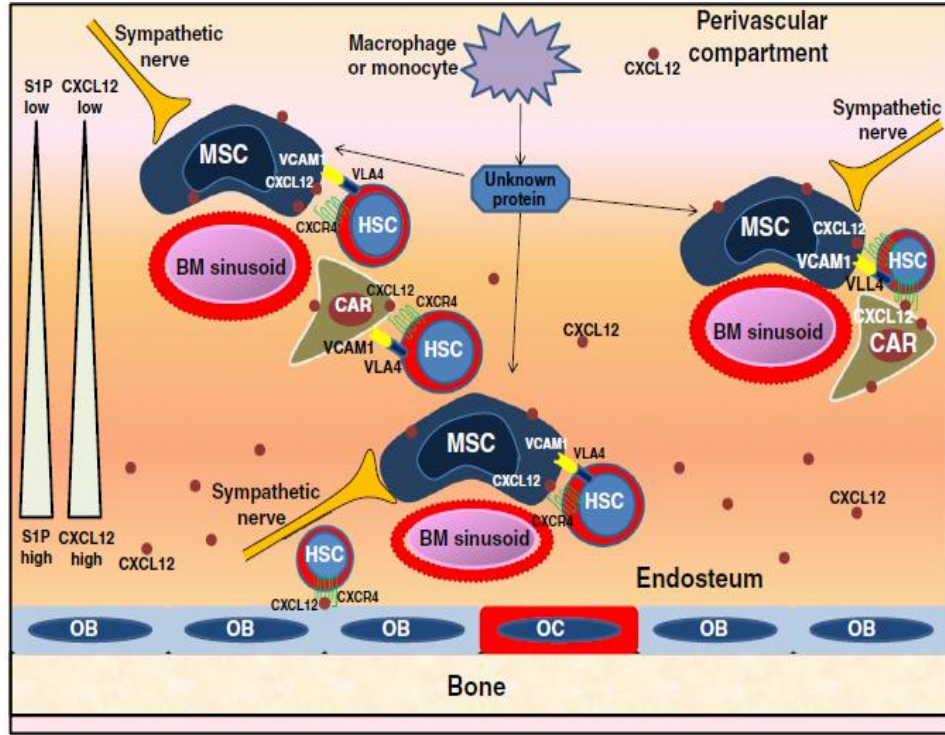 Perivascular
compartment
Sympathetic
nerve
Macrophage
or monocyte
CXCL12
S1P
low
CXCL12
low
Sympathetic
nerve
MSC
VCAM1
VLA4
CXCL12
CXCR4
HSC
Unknown
protein
MSC
CXCL12
VCAM1
HSC
VLL4
BM sinusoid
BM sinusoid
CXCL12
CAR
CAR
CXCL12
CXCR4
VCAM1
VLA4
HSC
CXCL12
MSC
VCAM1
VLA4
CXCL12
CXCR4
HSC
Sympathetic
nerve
BM sinusoid
S1P
high
CXCL12
high
CXCL12
CXCL12
HSC
CXCL12
CXCR4
Endosteum
OB
OB
OB
OC
OB
OB
Bone